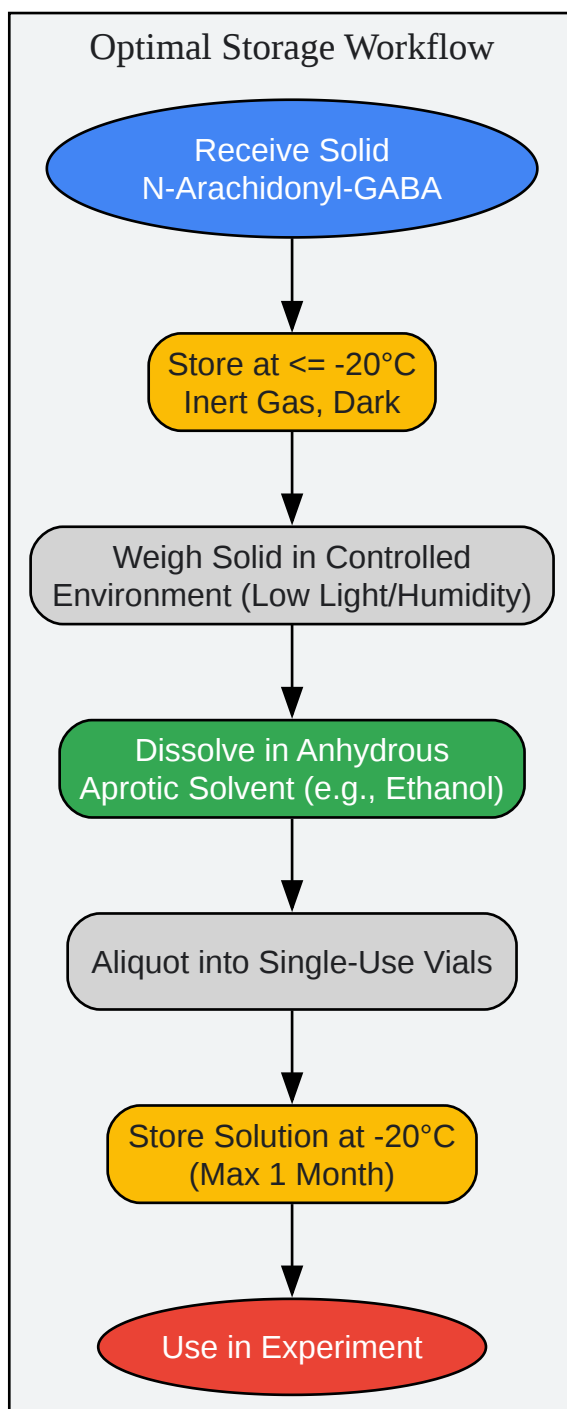 Optimal Storage Workflow
Receive Solid
N-Arachidonyl-GABA
Store at <= -20°C
Inert Gas, Dark
Weigh Solid in Controlled
Environment (Low Light/Humidity)
Dissolve in Anhydrous
Aprotic Solvent (e.g., Ethanol)
Aliquot into Single-Use Vials
Store Solution at -20°C
(Max 1 Month)
Use in Experiment